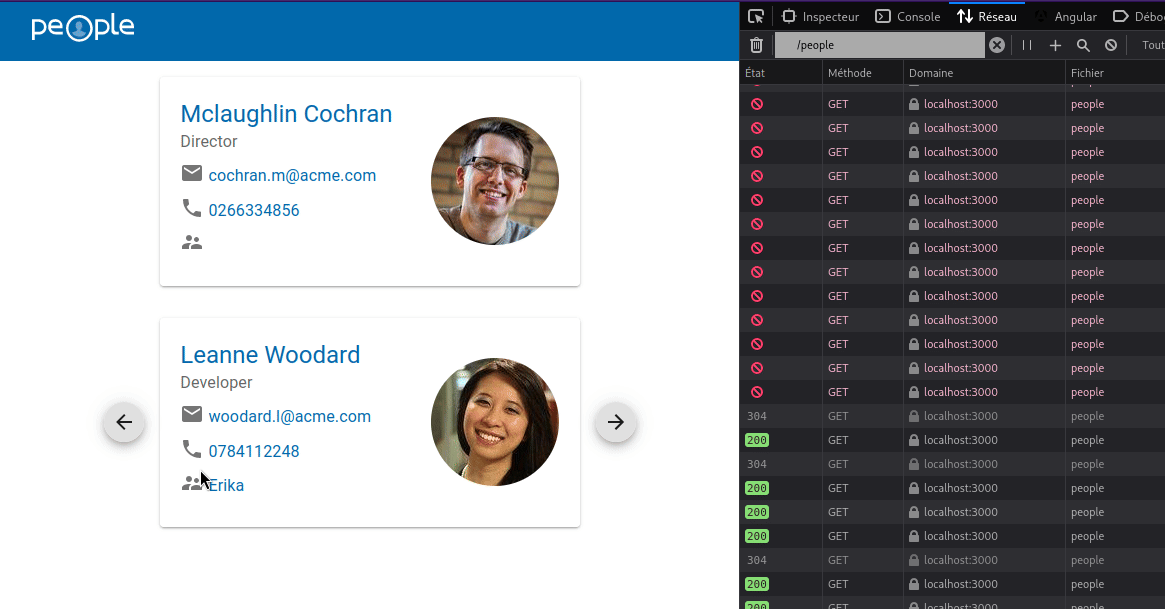 people
Mclaughlin Cochran
Director
cochran.m@acme.com
0266334856
Leanne Woodard
Developer
woodard.l@acme.com
0784112248
Erika
Inspecteur Console Réseau Angular Débo
/people Tout
État Méthode Domaine Fichier
GET localhost:3000 people
GET localhost:3000 people
GET localhost:3000 people
GET localhost:3000 people
GET localhost:3000 people
GET localhost:3000 people
GET localhost:3000 people
GET localhost:3000 people
GET localhost:3000 people
GET localhost:3000 people
GET localhost:3000 people
GET localhost:3000 people
GET localhost:3000 people
304 GET localhost:3000 people
200 GET localhost:3000 people
304 GET localhost:3000 people
200 GET localhost:3000 people
200 GET localhost:3000 people
200 GET localhost:3000 people
304 GET localhost:3000 people
200 GET localhost:3000 people
200 GET localhost:3000 people